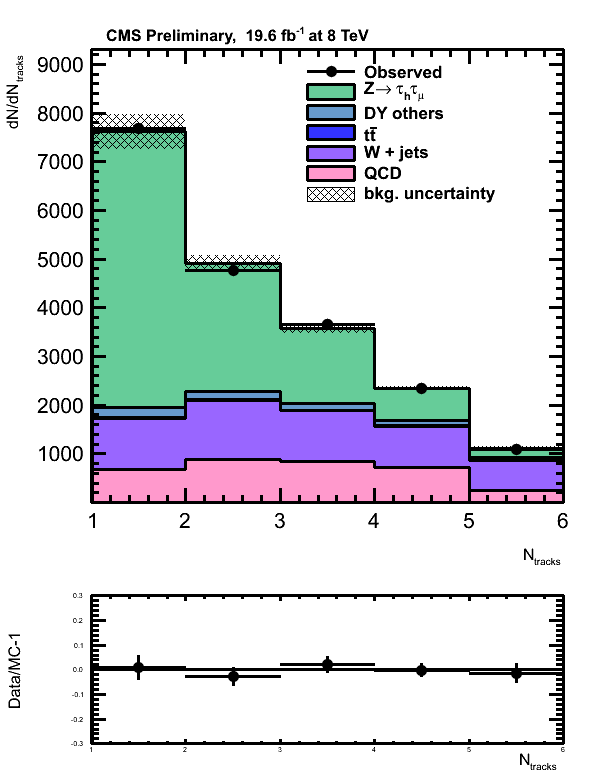 CMS Preliminary, 19.6 fb-1 at 8 TeV
dN/dNtracks
9000
8000
7000
6000
5000
4000
3000
2000
1000
Observed
Z→ τhτμ
DY others
tt̄
W + jets
QCD
bkg. uncertainty
1 2 3 4 5 6
Ntracks
Data/MC-1
0.3
0.2
0.1
0.0
-0.1
-0.2
-0.3
1 2 3 4 5 6
Ntracks